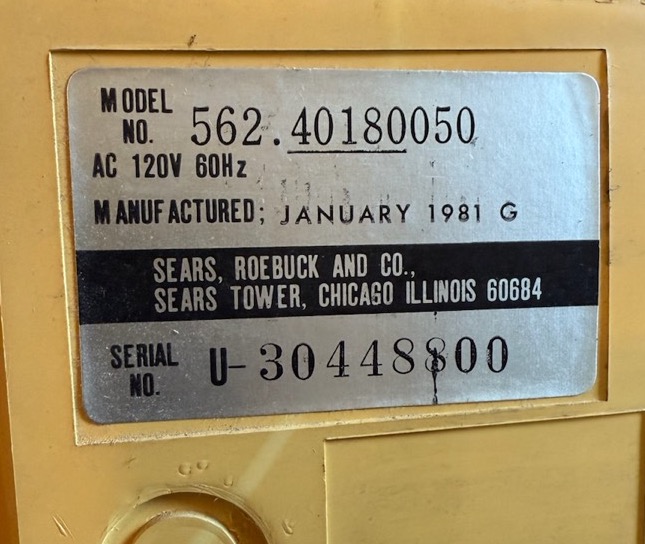 MODEL NO. 562.40180050
AC 120V 60Hz
MANUFACTURED; JANUARY 1981 G
SEARS, ROEBUCK AND CO.,
SEARS TOWER, CHICAGO ILLINOIS 60684
SERIAL NO. U-30448800